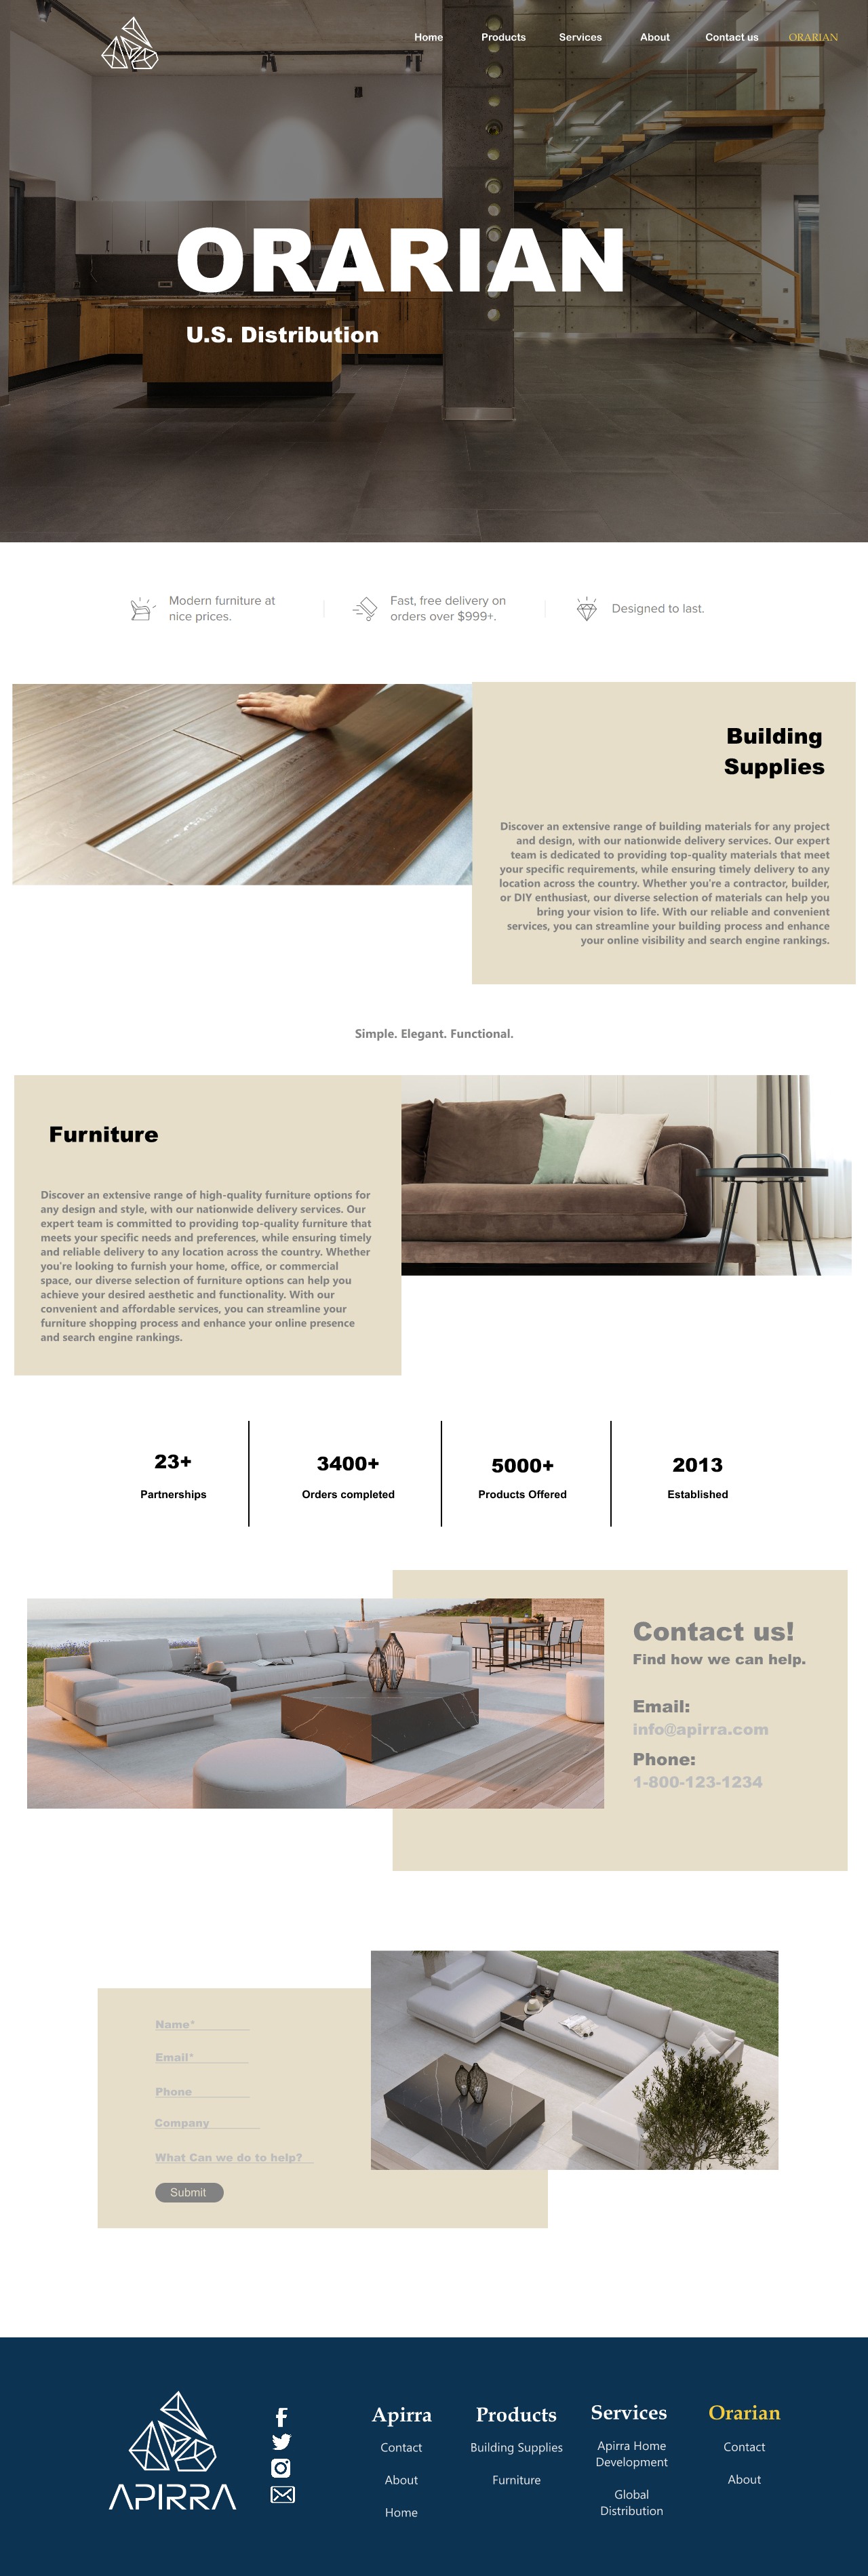 Home Products Services About Contact us ORARIAN
ORARIAN
U.S. Distribution
Modern furniture at
nice prices.
Fast, free delivery on
orders over $999+.
Designed to last.
Building
Supplies
Discover an extensive range of building materials for any project
and design, with our nationwide delivery services. Our expert
team is dedicated to providing top-quality materials that meet
your specific requirements, while ensuring timely delivery to any
location across the country. Whether you're a contractor, builder,
or DIY enthusiast, our diverse selection of materials can help you
bring your vision to life. With our reliable and convenient
services, you can streamline your building process and enhance
your online visibility and search engine rankings.
Simple. Elegant. Functional.
Furniture
Discover an extensive range of high-quality furniture options for
any design and style, with our nationwide delivery services. Our
expert team is committed to providing top-quality furniture that
meets your specific needs and preferences, while ensuring timely
and reliable delivery to any location across the country. Whether
you're looking to furnish your home, office, or commercial
space, our diverse selection of furniture options can help you
achieve your desired aesthetic and functionality. With our
convenient and affordable services, you can streamline your
furniture shopping process and enhance your online presence
and search engine rankings.
23+
Partnerships
3400+
Orders completed
5000+
Products Offered
2013
Established
Contact us!
Find how we can help.
Email:
info@apirra.com
Phone:
1-800-123-1234
Name*
Email*
Phone
Company
What Can we do to help?
Submit
APIRRA
Apirra
Contact
About
Home
Products
Building Supplies
Furniture
Services
Apirra Home
Development
Global
Distribution
Orarian
Contact
About